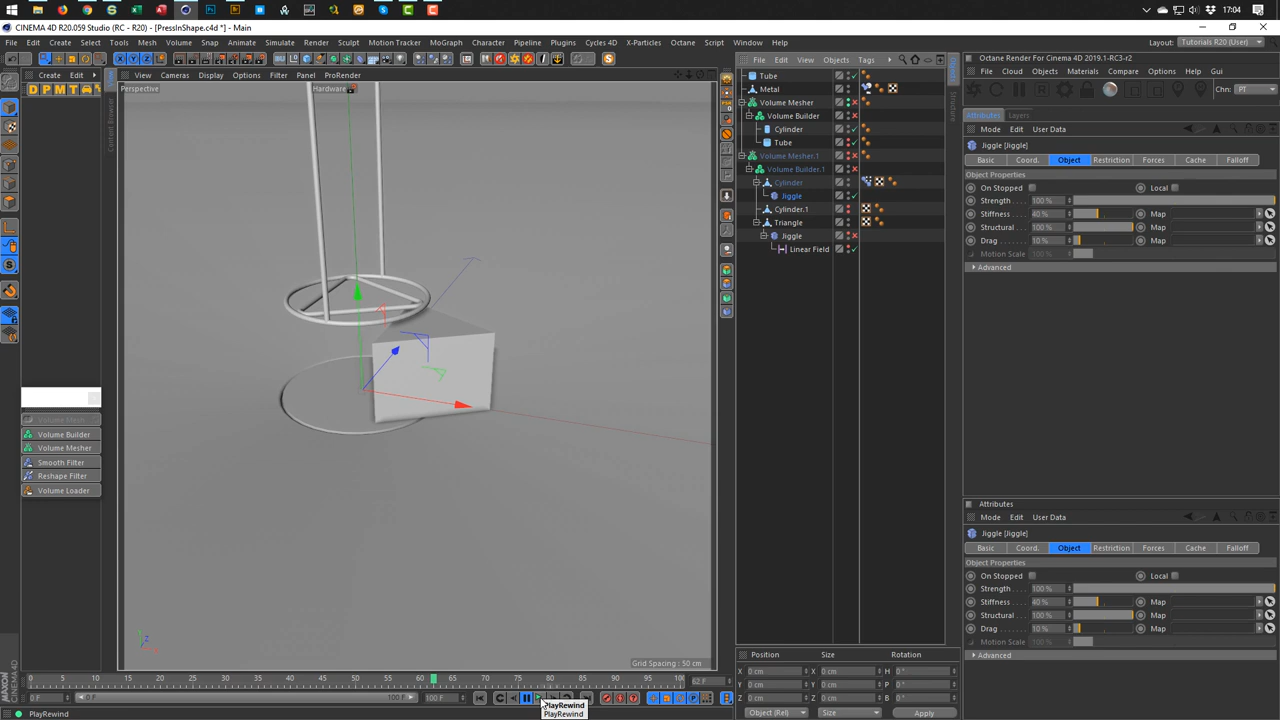 17:04
CINEMA 4D R20.059 Studio (RC - R20) - [PressInShape.c4d *] - Main
File Edit Create Select Tools Mesh Volume Snap Animate Simulate Render Sculpt Motion Tracker MoGraph Character Pipeline Plugins Cycles 4D X-Particles Octane Script Window Help
Layout: Tutorials R20 (User)
Create Edit
View Cameras Display Options Filter Panel ProRender
Perspective
Hardware
DPMT
Content Browser
Volume Builder
Volume Mesher
Smooth Filter
Reshape Filter
Volume Loader
Grid Spacing : 50 cm
File Edit View Objects Tags
Tube
Metal
Volume Mesher
Volume Builder
Cylinder
Tube
Volume Mesher.1
Volume Builder.1
Cylinder
Jiggle
Cylinder.1
Triangle
Jiggle
Linear Field
Objects
Structure
Octane Render For Cinema 4D 2019.1-RC3-r2
File Cloud Objects Materials Compare Options Help Gui
Chn: PT
Attributes Layers
Mode Edit User Data
Jiggle [Jiggle]
Basic Coord. Object Restriction Forces Cache Falloff
Object Properties
On Stopped Local
Strength 100 %
Stiffness 40 % Map
Structural 100 % Map
Drag 10 % Map
Motion Scale 100 %
Advanced
Attributes
Mode Edit User Data
Jiggle [Jiggle]
Basic Coord. Object Restriction Forces Cache Falloff
Object Properties
On Stopped Local
Strength 100 %
Stiffness 40 % Map
Structural 100 % Map
Drag 10 % Map
Motion Scale 100 %
Advanced
Position Size Rotation
X 0 cm X 0 cm H 0 °
Y 0 cm Y 0 cm P 0 °
Z 0 cm Z 0 cm B 0 °
Object (Rel) Size Apply
0 5 10 15 20 25 30 35 40 45 50 55 60 65 70 75 80 85 90 95 100
62 F
0 F 0 F 100 F 100 F
PlayRewind
PlayRewind
PlayRewind
MAXON CINEMA 4D